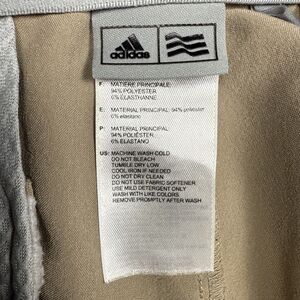 adidas
F: MATIÈRE PRINCIPALE:
94% POLYESTER
6% ÉLASTHANNE
E: MATERIAL PRINCIPAL: 94% poliéster
6% elastano
P: MATERIAL PRINCIPAL:
94% POLIÉSTER
6% ELASTANO
US: MACHINE WASH COLD
DO NOT BLEACH
TUMBLE DRY LOW
COOL IRON IF NEEDED
DO NOT DRY CLEAN
DO NOT USE FABRIC SOFTENER
USE MILD DETERGENT ONLY
WASH WITH LIKE COLORS
REMOVE PROMPTLY AFTER WASH